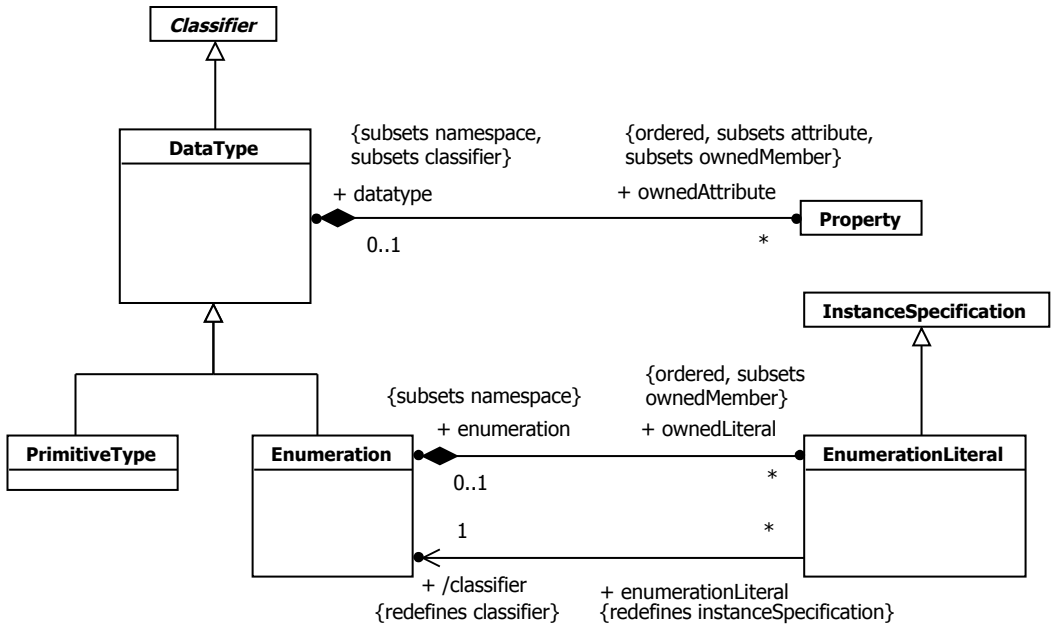 Classifier
DataType
{subsets namespace,
subsets classifier}
+ datatype
0..1
{ordered, subsets attribute,
subsets ownedMember}
+ ownedAttribute
*
Property
InstanceSpecification
PrimitiveType
Enumeration
{subsets namespace}
+ enumeration
0..1
{ordered, subsets
ownedMember}
+ ownedLiteral
*
EnumerationLiteral
1
*
+ /classifier
{redefines classifier}
+ enumerationLiteral
{redefines instanceSpecification}